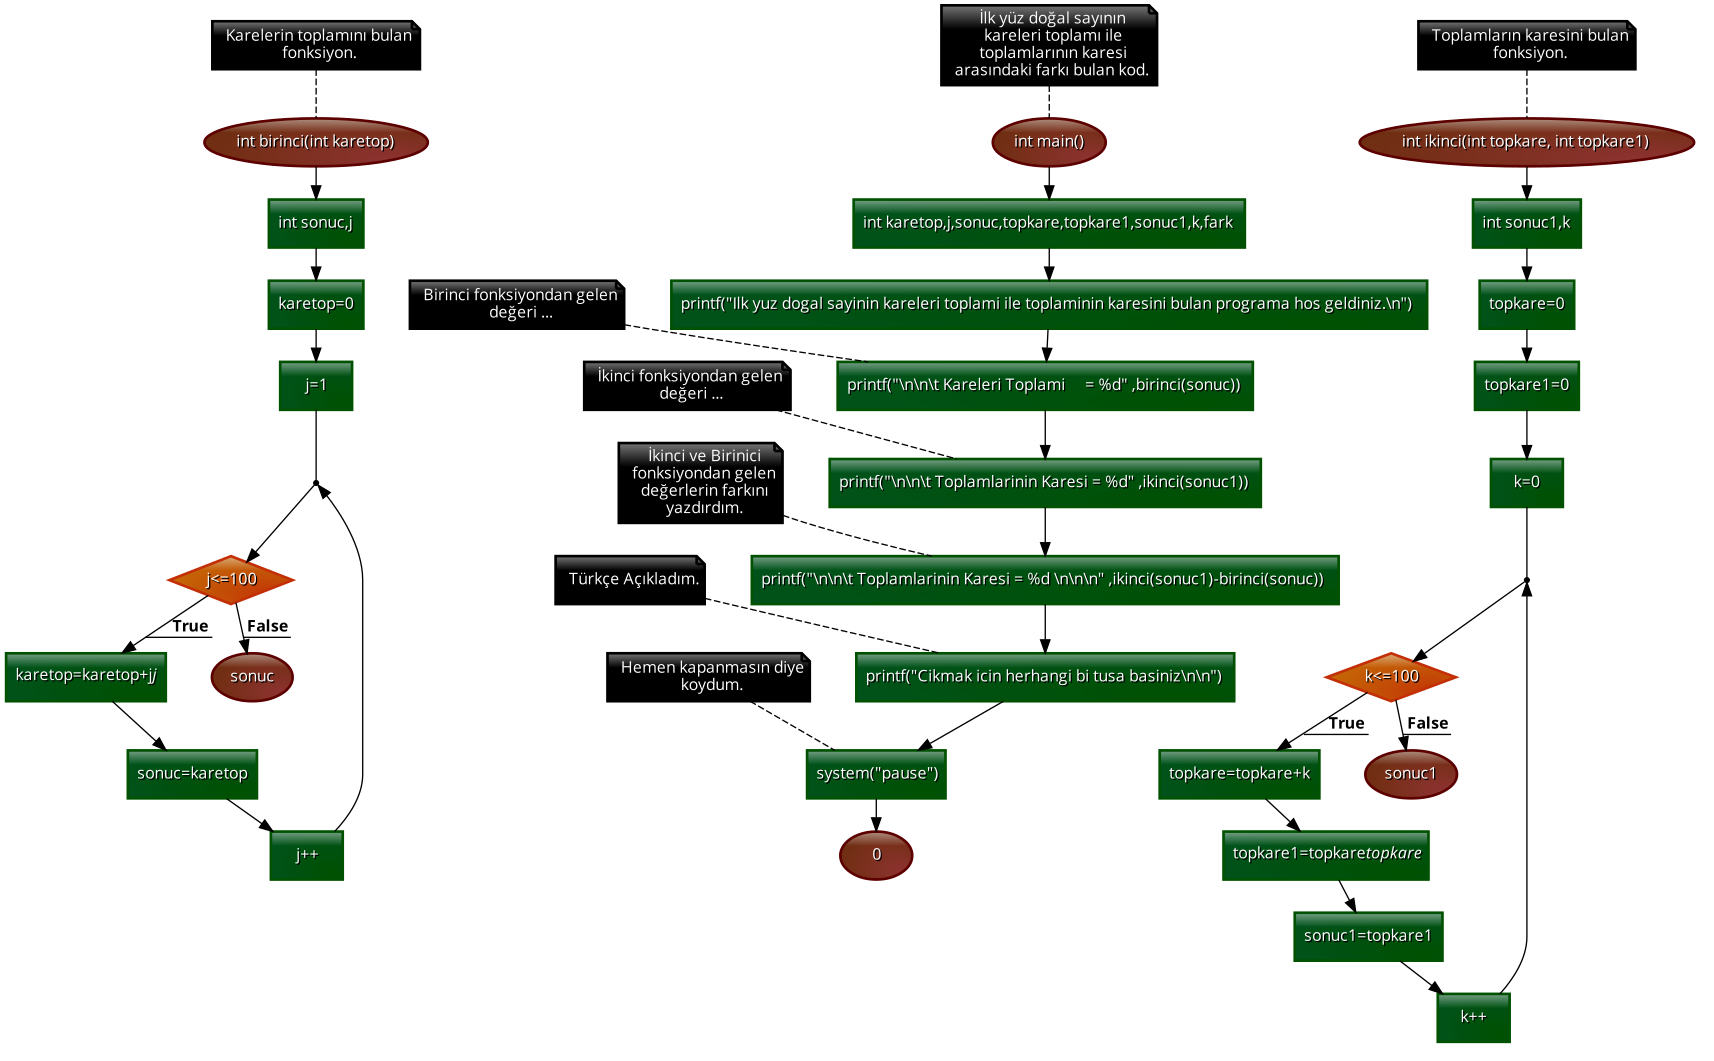 Karelerin toplamını bulan
fonksiyon.
int birinci(int karetop)
int sonuc,j
karetop=0
j=1
j<=100
True
False
karetop=karetop+jj
sonuc
sonuc=karetop
j++
İlk yüz doğal sayının
kareleri toplamı ile
toplamlarının karesi
arasındaki farkı bulan kod.
int main()
int karetop,j,sonuc,topkare,topkare1,sonuc1,k,fark
printf("Ilk yuz dogal sayinin kareleri toplami ile toplaminin karesini bulan programa hos geldiniz.\n")
Birinci fonksiyondan gelen
değeri ...
printf("\n\n\t Kareleri Toplami    = %d" ,birinci(sonuc))
İkinci fonksiyondan gelen
değeri ...
printf("\n\n\t Toplamlarinin Karesi = %d" ,ikinci(sonuc1))
İkinci ve Birinici
fonksiyondan gelen
değerlerin farkını
yazdırdım.
printf("\n\n\t Toplamlarinin Karesi = %d \n\n\n" ,ikinci(sonuc1)-birinci(sonuc))
Türkçe Açıkladım.
printf("Cikmak icin herhangi bi tusa basiniz\n\n")
Hemen kapanmasın diye
koydum.
system("pause")
0
Toplamların karesini bulan
fonksiyon.
int ikinci(int topkare, int topkare1)
int sonuc1,k
topkare=0
topkare1=0
k=0
k<=100
True
False
topkare=topkare+k
sonuc1
topkare1=topkaretopkare
sonuc1=topkare1
k++